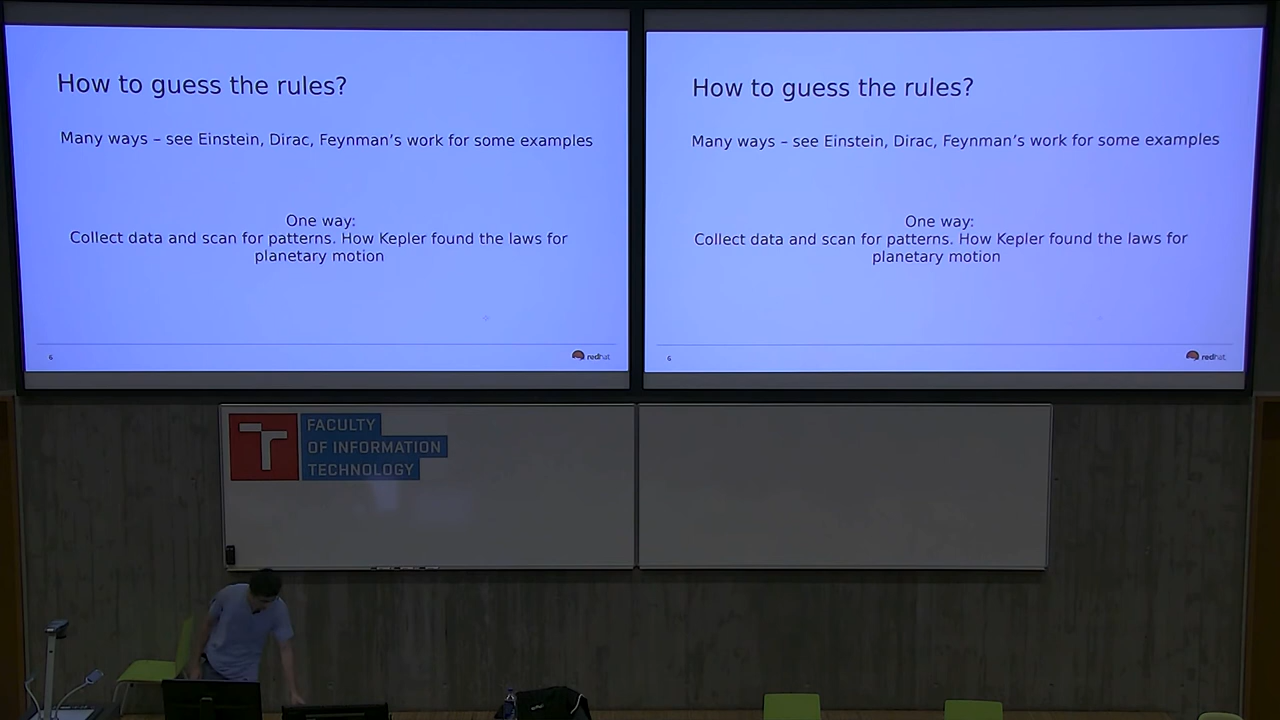 How to guess the rules?
Many ways – see Einstein, Dirac, Feynman's work for some examples
One way:
Collect data and scan for patterns. How Kepler found the laws for
planetary motion
6
redhat
How to guess the rules?
Many ways – see Einstein, Dirac, Feynman's work for some examples
One way:
Collect data and scan for patterns. How Kepler found the laws for
planetary motion
6
redhat
FACULTY
OF INFORMATION
TECHNOLOGY